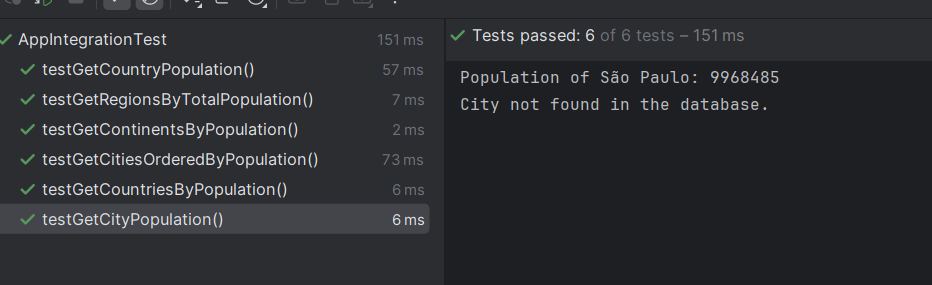 AppIntegrationTest 151 ms
testGetCountryPopulation() 57 ms
testGetRegionsByTotalPopulation() 7 ms
testGetContinentsByPopulation() 2 ms
testGetCitiesOrderedByPopulation() 73 ms
testGetCountriesByPopulation() 6 ms
testGetCityPopulation() 6 ms
Tests passed: 6 of 6 tests – 151 ms
Population of São Paulo: 9968485
City not found in the database.